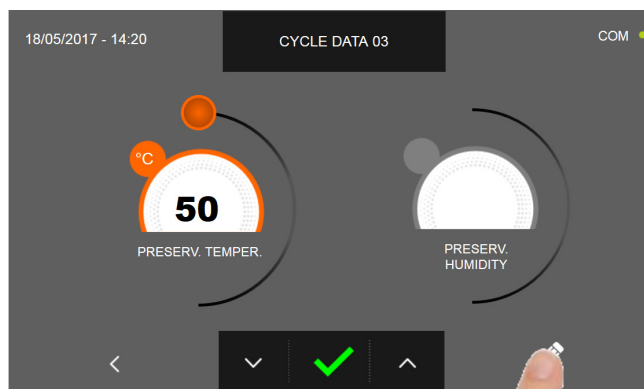 18/05/2017 - 14:20
CYCLE DATA 03
COM
°C
50
PRESERV. TEMPER.
PRESERV.
HUMIDITY